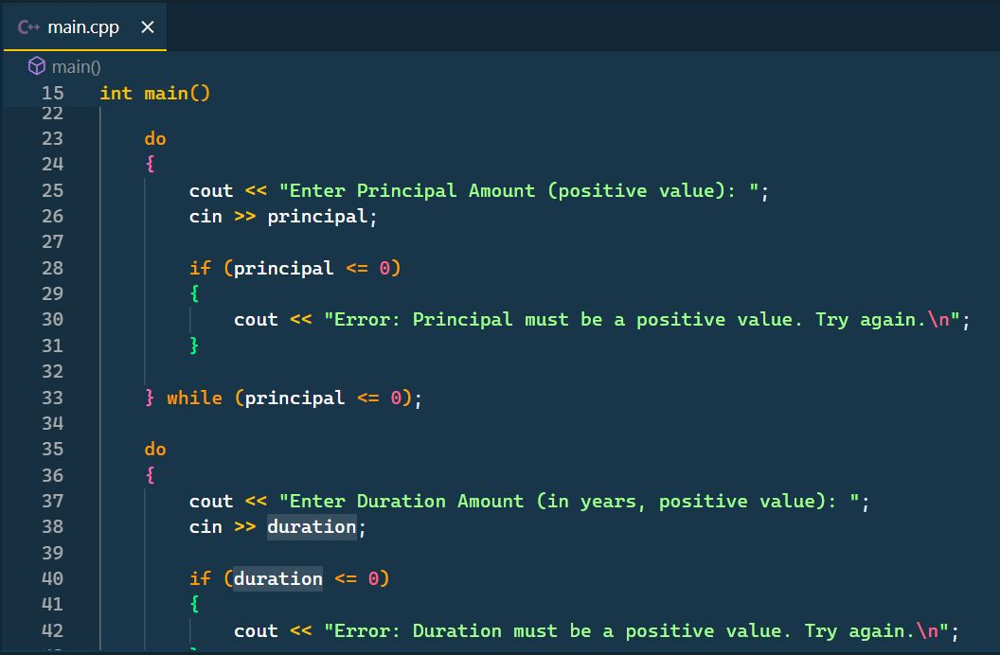 C++ main.cpp ×
main()
15 int main()
22
23 do
24 {
25 cout << "Enter Principal Amount (positive value): ";
26 cin >> principal;
27
28 if (principal <= 0)
29 {
30 cout << "Error: Principal must be a positive value. Try again.\n";
31 }
32
33 } while (principal <= 0);
34
35 do
36 {
37 cout << "Enter Duration Amount (in years, positive value): ";
38 cin >> duration;
39
40 if (duration <= 0)
41 {
42 cout << "Error: Duration must be a positive value. Try again.\n";